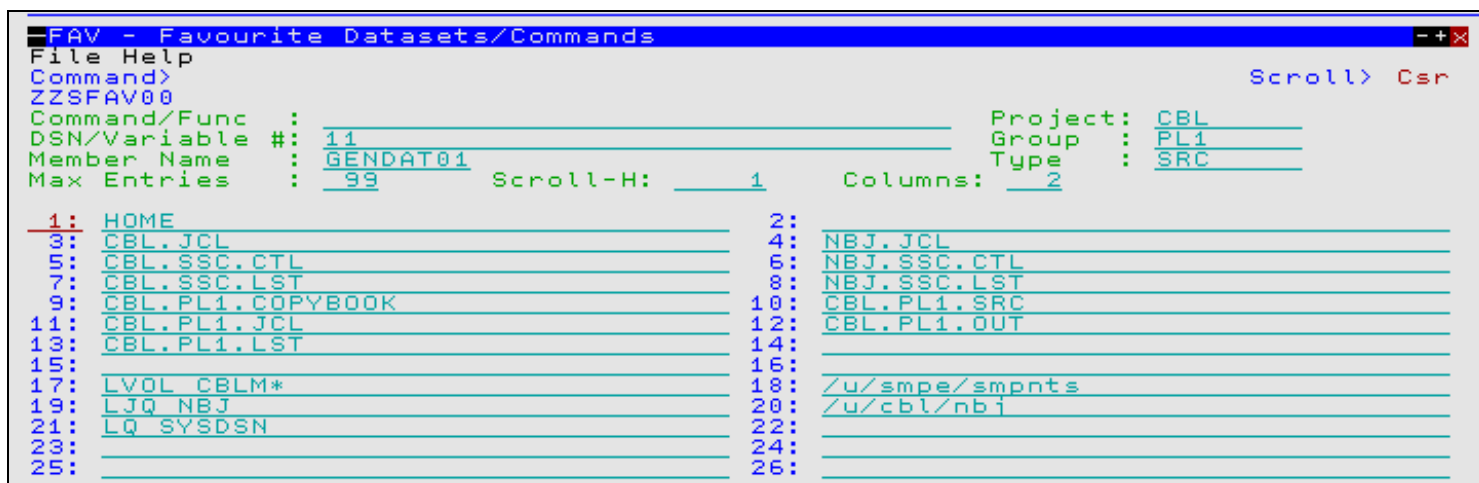 FAV - Favourite Datasets/Commands -+x
File Help
Command> Scroll> Csr
ZZSFAV00
Command/Func : Project: CBL
DSN/Variable #: 11 Group : PL1
Member Name : GENDAT01 Type : SRC
Max Entries : 99 Scroll-H: 1 Columns: 2
1: HOME 2:
3: CBL.JCL 4: NBJ.JCL
5: CBL.SSC.CTL 6: NBJ.SSC.CTL
7: CBL.SSC.LST 8: NBJ.SSC.LST
9: CBL.PL1.COPYBOOK 10: CBL.PL1.SRC
11: CBL.PL1.JCL 12: CBL.PL1.OUT
13: CBL.PL1.LST 14:
15: 16:
17: LVOL CBLM* 18: /u/smpe/smpnts
19: LJQ NBJ 20: /u/cbl/nbj
21: LQ SYSDSN 22:
23: 24:
25: 26: